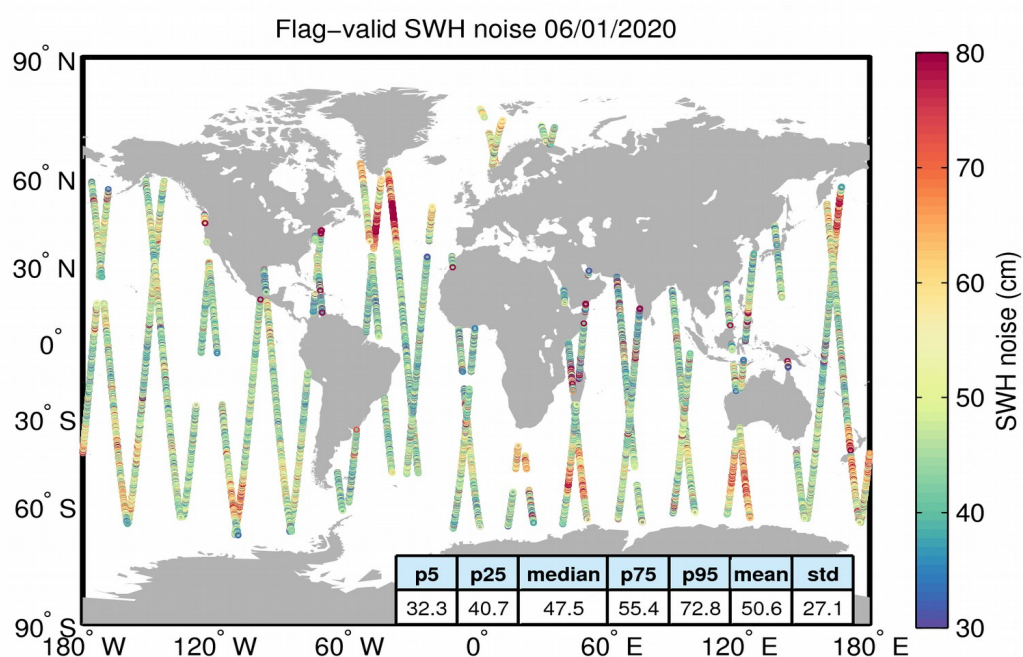 Flag−valid SWH noise 06/01/2020
90° N
60° N
30° N
0°
30° S
60° S
90° S
180° W 120° W 60° W 0° 60° E 120° E 180° E
80
70
60
50
40
30
SWH noise (cm)
p5 p25 median p75 p95 mean std
32.3 40.7 47.5 55.4 72.8 50.6 27.1